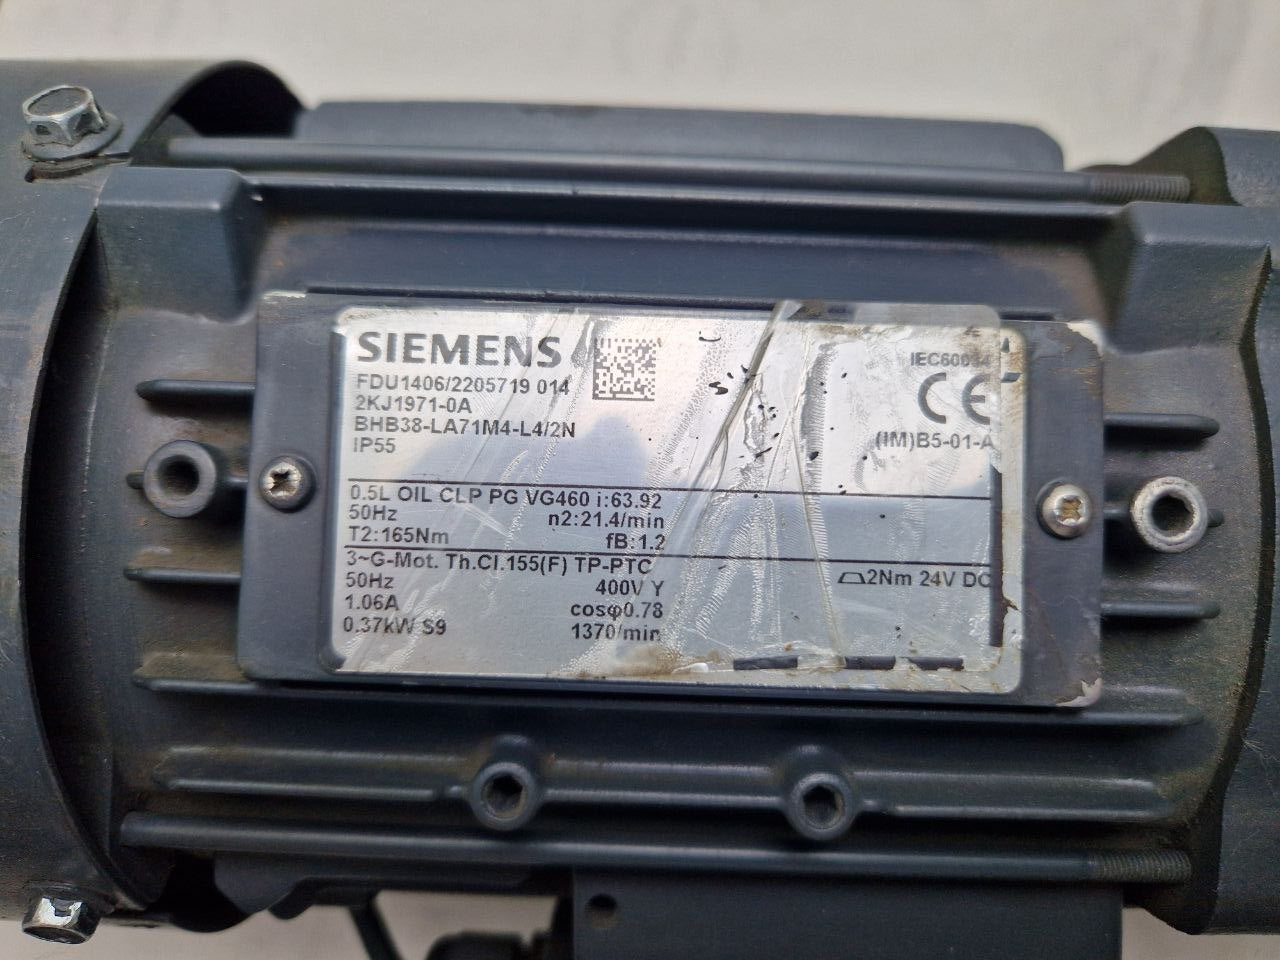 SIEMENS
FDU1406/2205719 014
2KJ1971-0A
BHB38-LA71M4-L4/2N
IP55
IEC60034
CE
(IM)B5-01-A
0.5L OIL CLP PG VG460 i:63.92
50Hz n2:21.4/min
T2:165Nm fB:1.2
3~G-Mot. Th.Cl.155(F) TP-PTC
50Hz 400V Y 2Nm 24V DC
1.06A cosφ0.78
0.37kW S9 1370/min